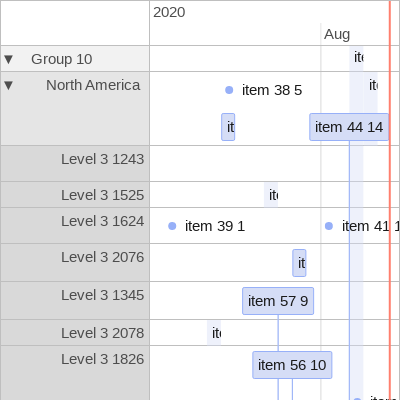 2020
Aug
▼ Group 10
it
▼ North America
item 38 5
it
it
item 44 14
Level 3 1243
Level 3 1525
it
Level 3 1624
item 39 1
item 41 1
Level 3 2076
it
Level 3 1345
item 57 9
Level 3 2078
it
Level 3 1826
item 56 10